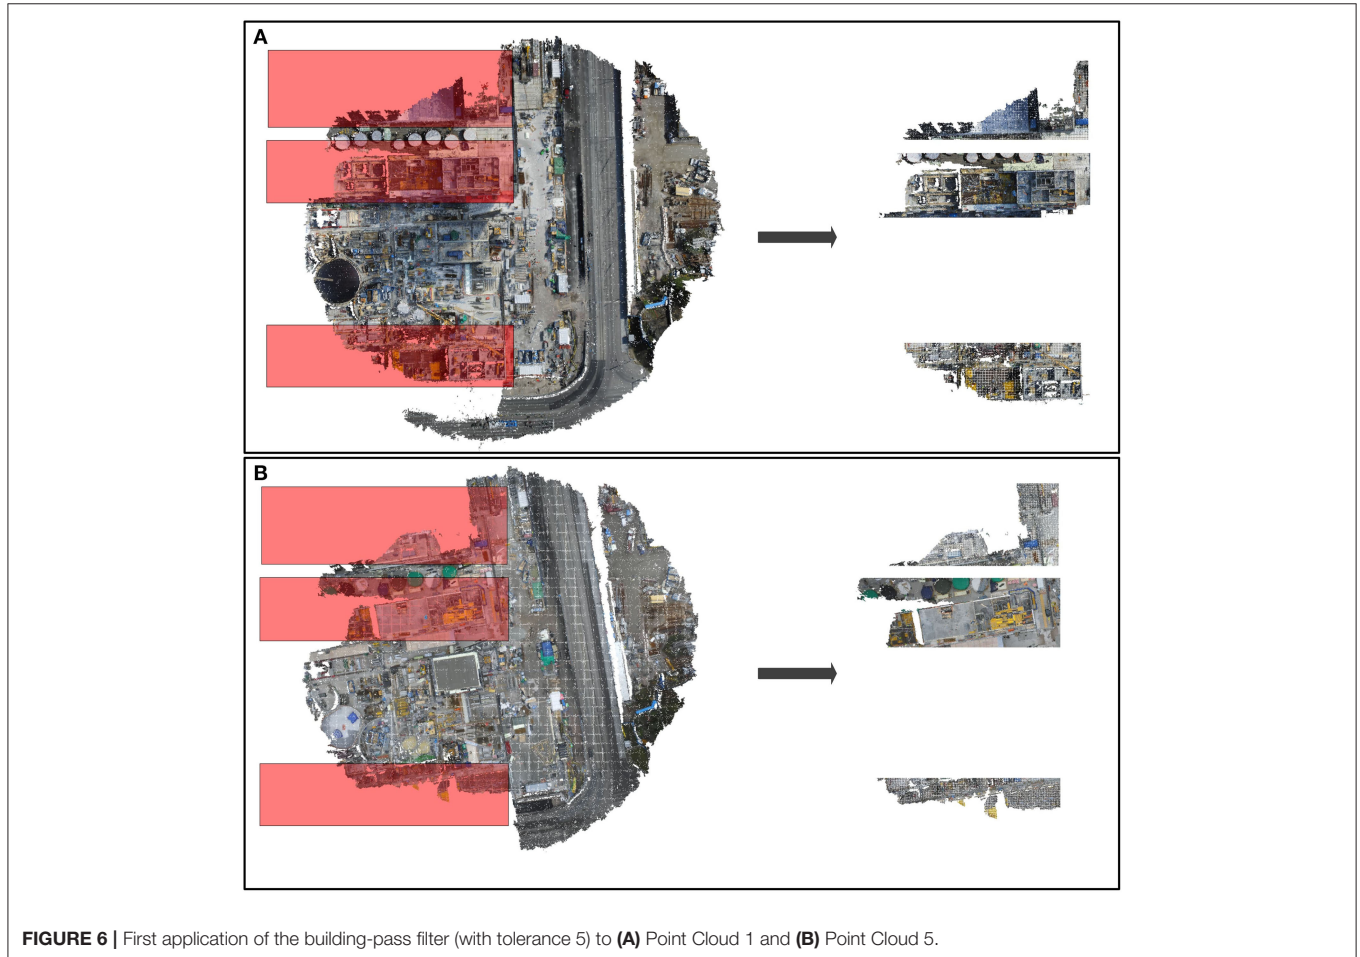 A
B
FIGURE 6 | First application of the building-pass filter (with tolerance 5) to (A) Point Cloud 1 and (B) Point Cloud 5.